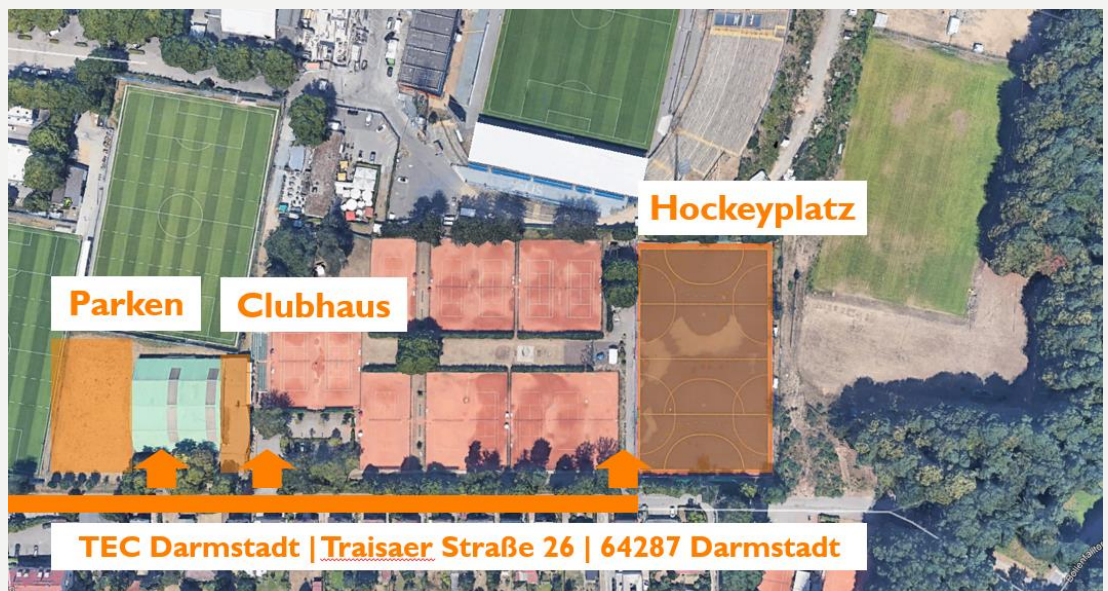 Hockeyplatz
Parken
Clubhaus
TEC Darmstadt | Traisaer Straße 26 | 64287 Darmstadt